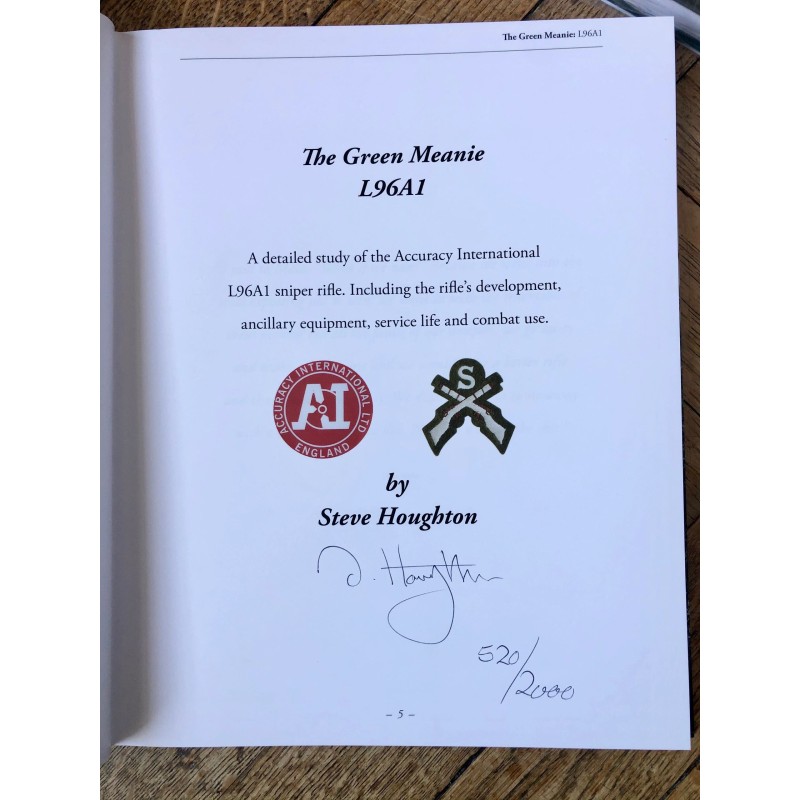 The Green Meanie: L96A1
The Green Meanie
L96A1
A detailed study of the Accuracy International
L96A1 sniper rifle. Including the rifle's development,
ancillary equipment, service life and combat use.
ACCURACY INTERNATIONAL LTD
AI
ENGLAND
S
by
Steve Houghton
520/2000
– 5 –